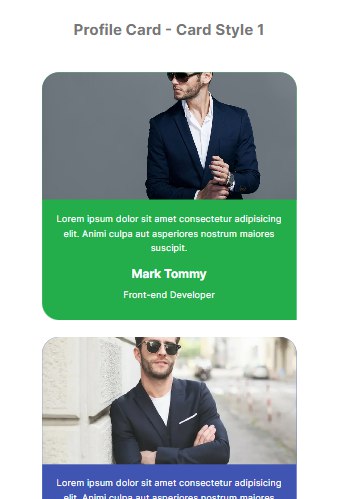 Profile Card - Card Style 1
Lorem ipsum dolor sit amet consectetur adipisicing
elit. Animi culpa aut asperiores nostrum maiores
suscipit.
Mark Tommy
Front-end Developer
Lorem ipsum dolor sit amet consectetur adipisicing
elit. Animi culpa aut asperiores nostrum maiores